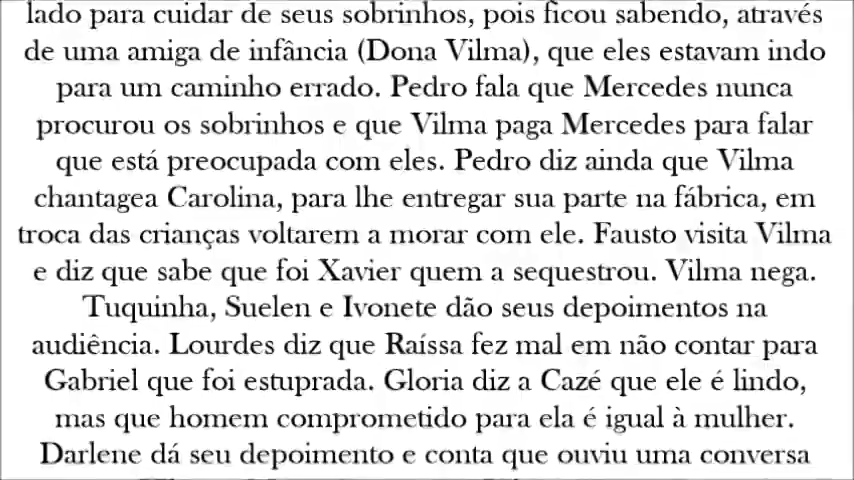 lado para cuidar de seus sobrinhos, pois ficou sabendo, através
de uma amiga de infância (Dona Vilma), que eles estavam indo
para um caminho errado. Pedro fala que Mercedes nunca
procurou os sobrinhos e que Vilma paga Mercedes para falar
que está preocupada com eles. Pedro diz ainda que Vilma
chantagea Carolina, para lhe entregar sua parte na fábrica, em
troca das crianças voltarem a morar com ele. Fausto visita Vilma
e diz que sabe que foi Xavier quem a sequestrou. Vilma nega.
Tuquinha, Suelen e Ivonete dão seus depoimentos na
audiência. Lourdes diz que Raíssa fez mal em não contar para
Gabriel que foi estuprada. Gloria diz a Cazé que ele é lindo,
mas que homem comprometido para ela é igual à mulher.
Darlene dá seu depoimento e conta que ouviu uma conversa